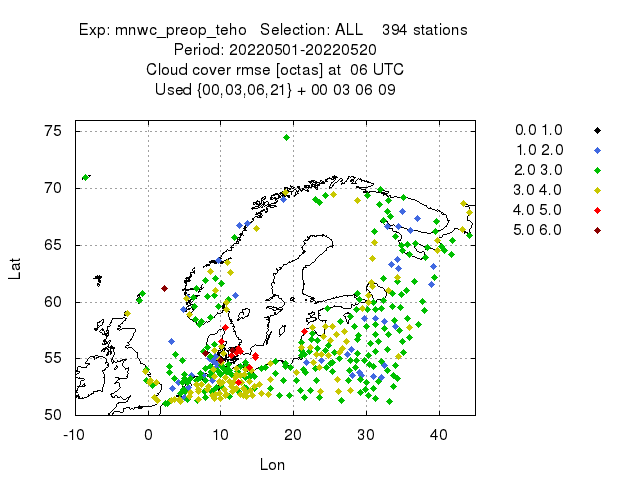 Exp: mnwc_preop_teho Selection: ALL 394 stations
Period: 20220501-20220520
Cloud cover rmse [octas] at 06 UTC
Used {00,03,06,21} + 00 03 06 09
75
70
65
60
55
50
-10 0 10 20 30 40
Lat
Lon
0.0 1.0
1.0 2.0
2.0 3.0
3.0 4.0
4.0 5.0
5.0 6.0